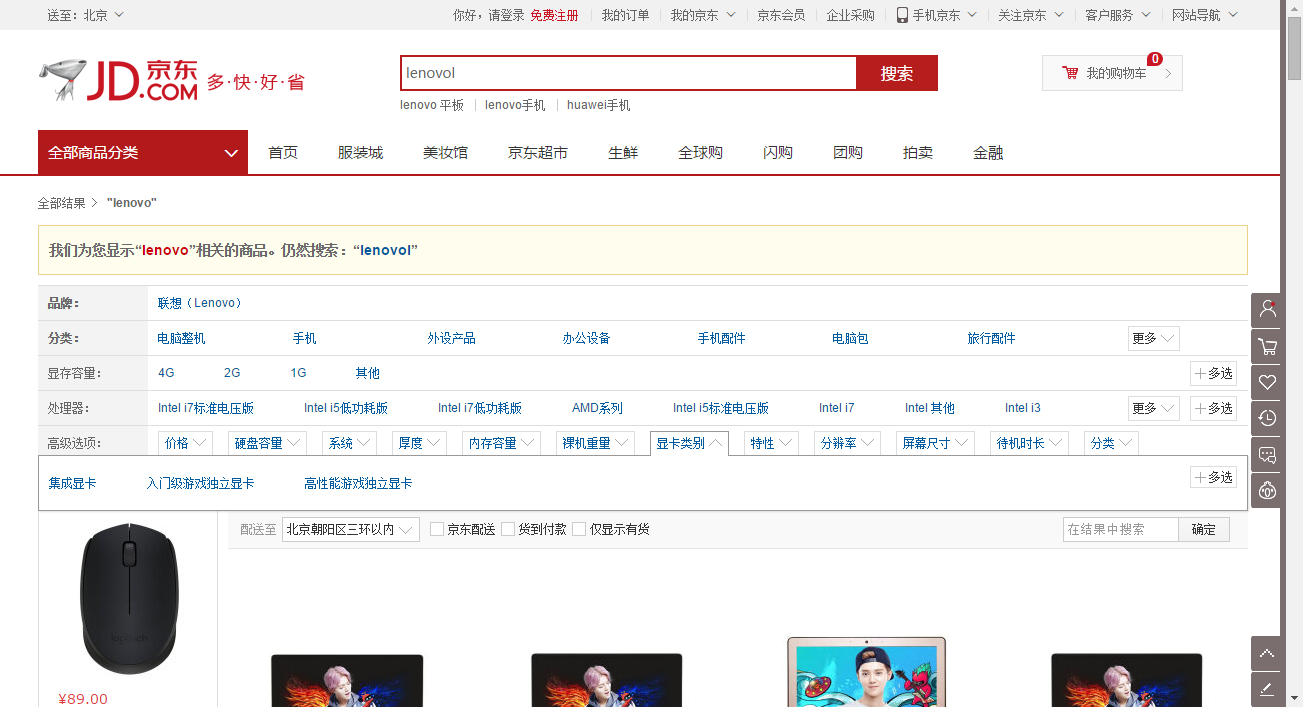 送至：北京
你好，请登录 免费注册 我的订单 我的京东 京东会员 企业采购 手机京东 关注京东 客户服务 网站导航
JD.COM 京东 多·快·好·省
lenovol 搜索
0
我的购物车
lenovo 平板 lenovo手机 huawei手机
全部商品分类 首页 服装城 美妆馆 京东超市 生鲜 全球购 闪购 团购 拍卖 金融
全部结果 "lenovo"
我们为您显示“lenovo”相关的商品。仍然搜索：“lenovol”
品牌： 联想（Lenovo）
分类： 电脑整机 手机 外设产品 办公设备 手机配件 电脑包 旅行配件 更多
显存容量： 4G 2G 1G 其他 多选
处理器： Intel i7标准电压版 Intel i5低功耗版 Intel i7低功耗版 AMD系列 Intel i5标准电压版 Intel i7 Intel 其他 Intel i3 更多 多选
高级选项： 价格 硬盘容量 系统 厚度 内存容量 裸机重量 显卡类别 特性 分辨率 屏幕尺寸 待机时长 分类
集成显卡 入门级游戏独立显卡 高性能游戏独立显卡 多选
配送至 北京朝阳区三环以内 京东配送 货到付款 仅显示有货 在结果中搜索 确定
logitech
¥89.00